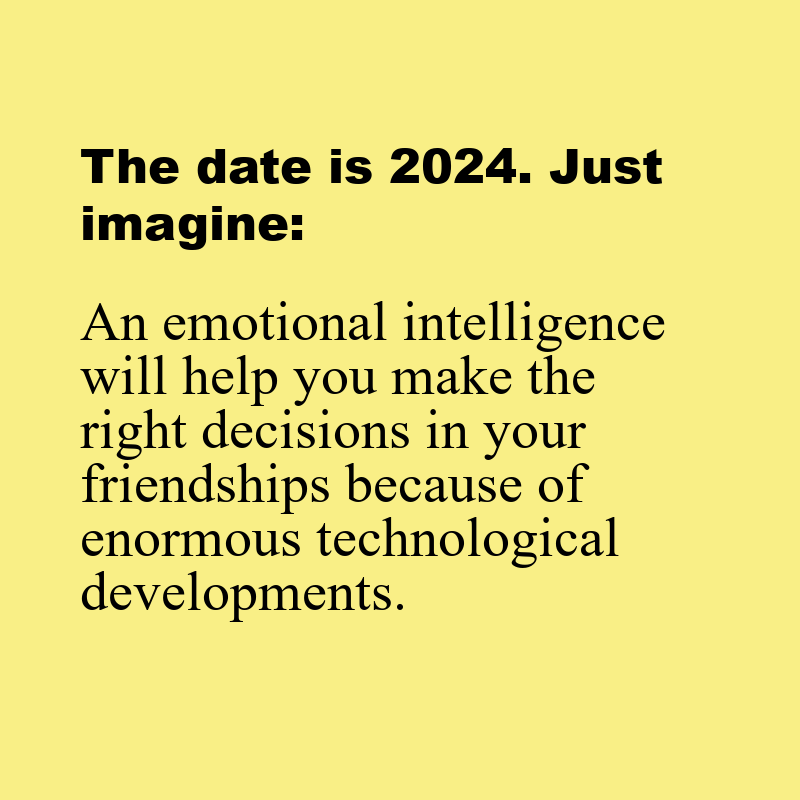 The date is 2024. Just
imagine:
An emotional intelligence
will help you make the
right decisions in your
friendships because of
enormous technological
developments.